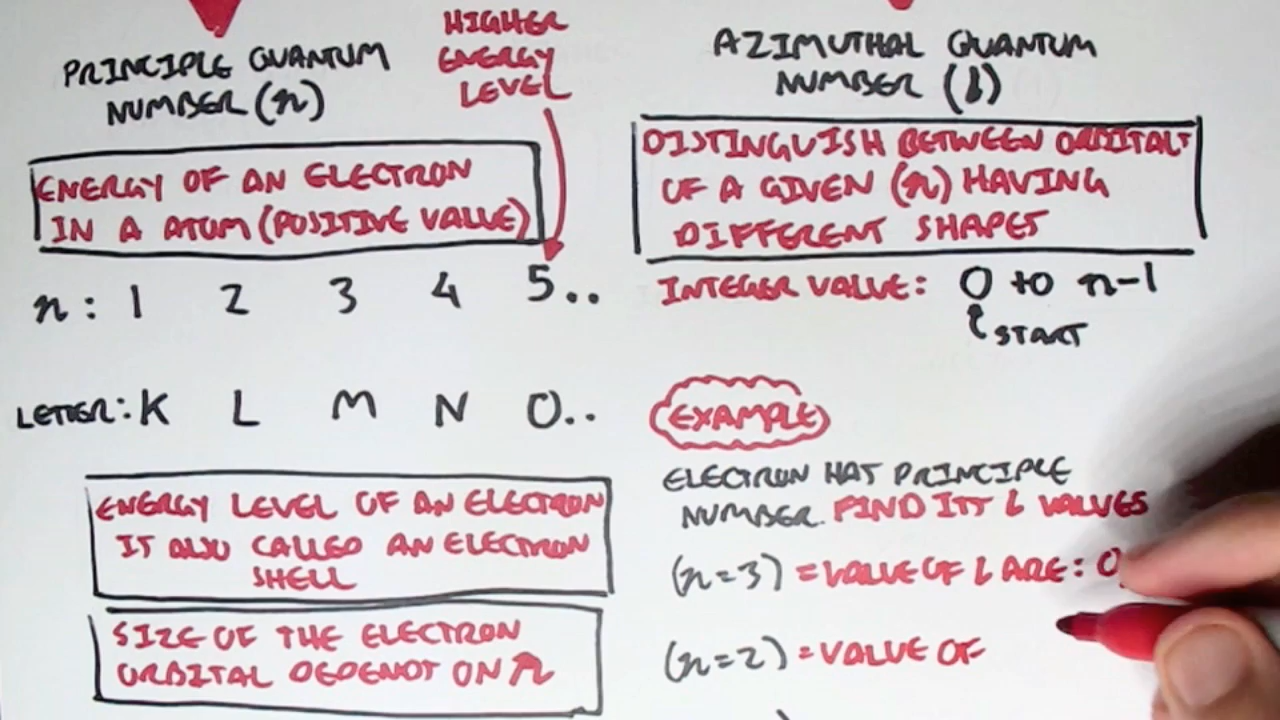 PRINCIPLE QUANTUM
NUMBER (n)
HIGHER
ENERGY
LEVEL
ENERGY OF AN ELECTRON
IN A ATOM (POSITIVE VALUE)
n: 1 2 3 4 5..
LETTER: K L M N O..
ENERGY LEVEL OF AN ELECTRON
IS ALSO CALLED AN ELECTRON
SHELL
SIZE OF THE ELECTRON
ORBITAL DEPENDT ON n
AZIMUTHAL QUANTUM
NUMBER (l)
DISTINGUISH BETWEEN ORBITALS
OF A GIVEN (n) HAVING
DIFFERENT SHAPES
INTEGER VALUE: 0 to n-1
START
EXAMPLE
ELECTRON HAS PRINCIPLE
NUMBER. FIND ITS L VALUES
(n=3) = VALUE OF L ARE: 0,
(n=2) = VALUE OF